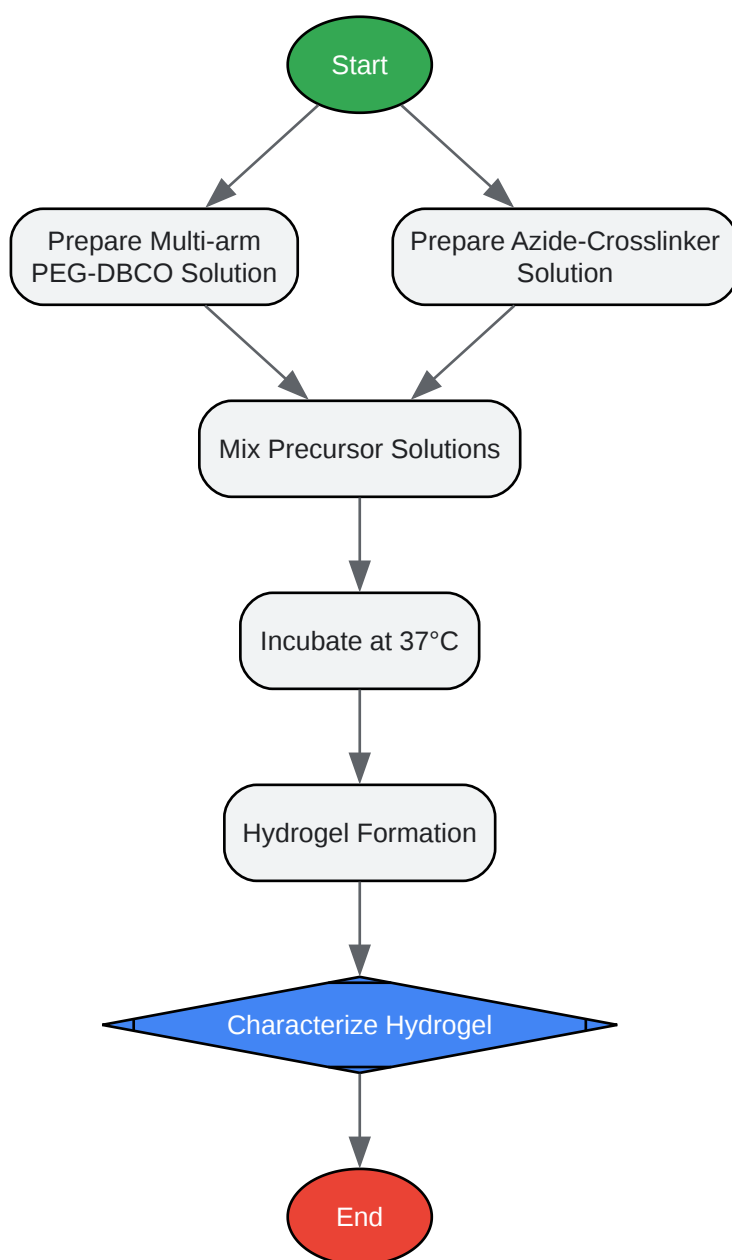 Start
Prepare Multi-arm
PEG-DBCO Solution
Prepare Azide-Crosslinker
Solution
Mix Precursor Solutions
Incubate at 37°C
Hydrogel Formation
Characterize Hydrogel
End